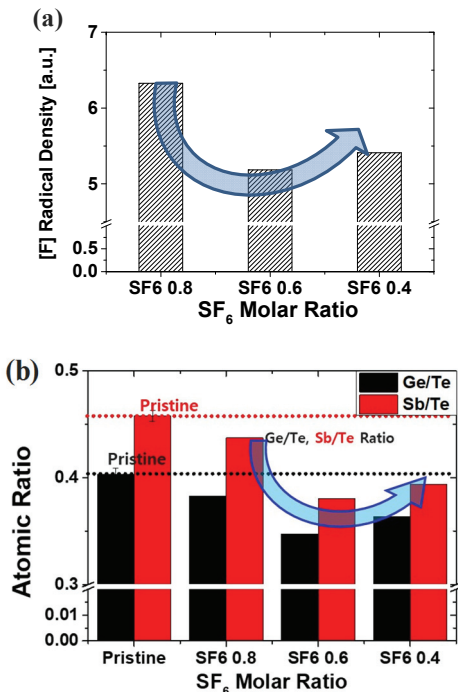 (a)
[F] Radical Density [a.u.]
7
6
5
0.5
0.0
SF6 0.8 SF6 0.6 SF6 0.4
SF₆ Molar Ratio
(b)
Atomic Ratio
0.5
0.4
0.3
0.01
0.00
Ge/Te
Sb/Te
Pristine
Pristine
Ge/Te, Sb/Te Ratio
Pristine SF6 0.8 SF6 0.6 SF6 0.4
SF₆ Molar Ratio